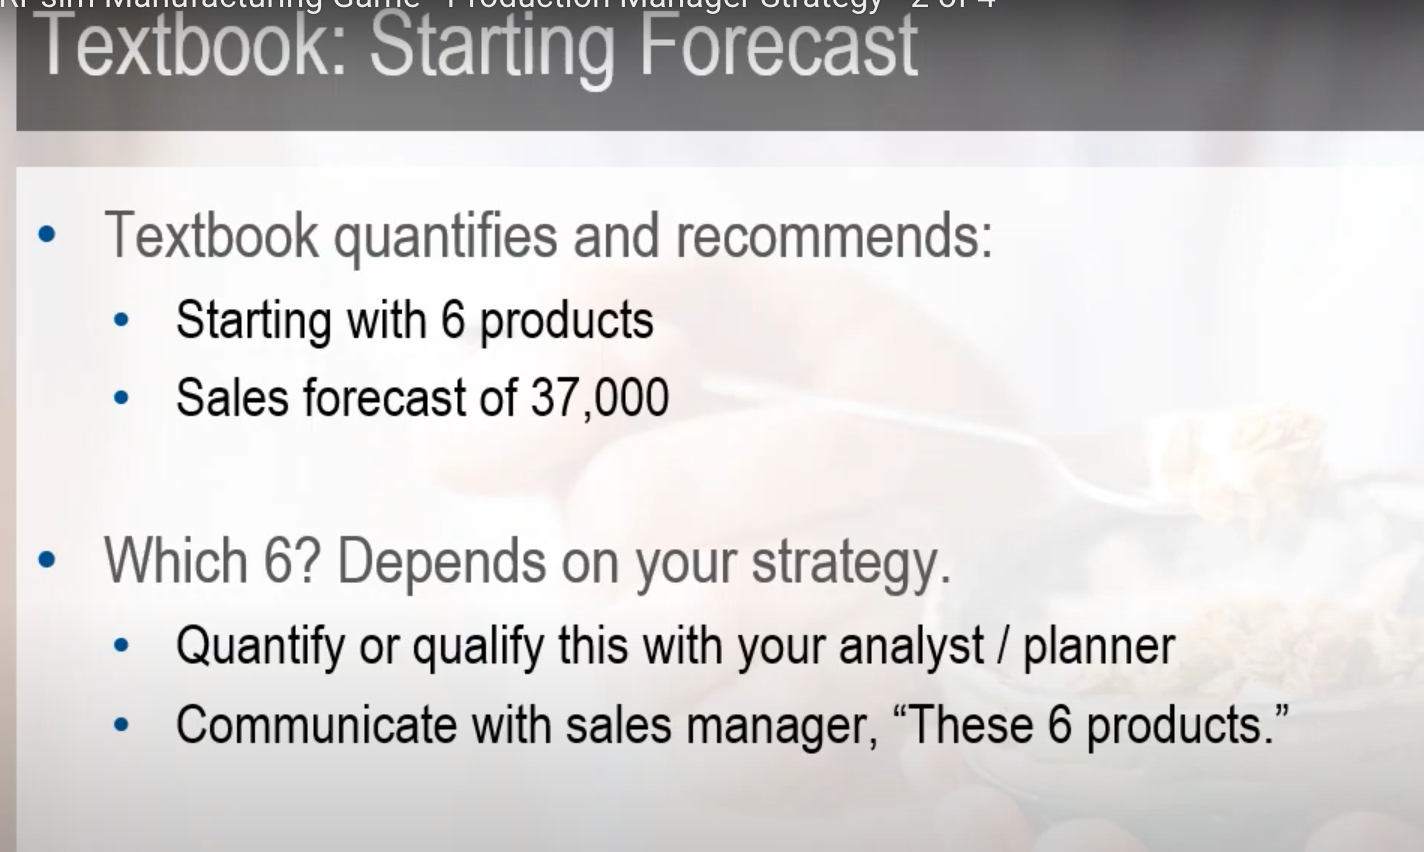 Manufacturing Game Production Manager Strategy 2 of 4
Textbook: Starting Forecast
• Textbook quantifies and recommends:
• Starting with 6 products
• Sales forecast of 37,000
• Which 6? Depends on your strategy.
• Quantify or qualify this with your analyst / planner
• Communicate with sales manager, “These 6 products.”